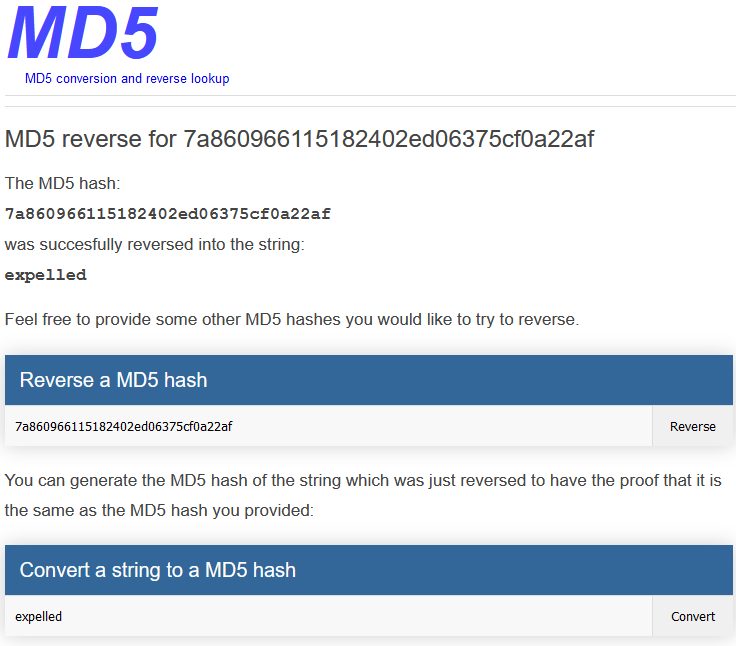 MD5
MD5 conversion and reverse lookup
MD5 reverse for 7a860966115182402ed06375cf0a22af
The MD5 hash:
7a860966115182402ed06375cf0a22af
was succesfully reversed into the string:
expelled
Feel free to provide some other MD5 hashes you would like to try to reverse.
Reverse a MD5 hash
7a860966115182402ed06375cf0a22af Reverse
You can generate the MD5 hash of the string which was just reversed to have the proof that it is
the same as the MD5 hash you provided:
Convert a string to a MD5 hash
expelled Convert